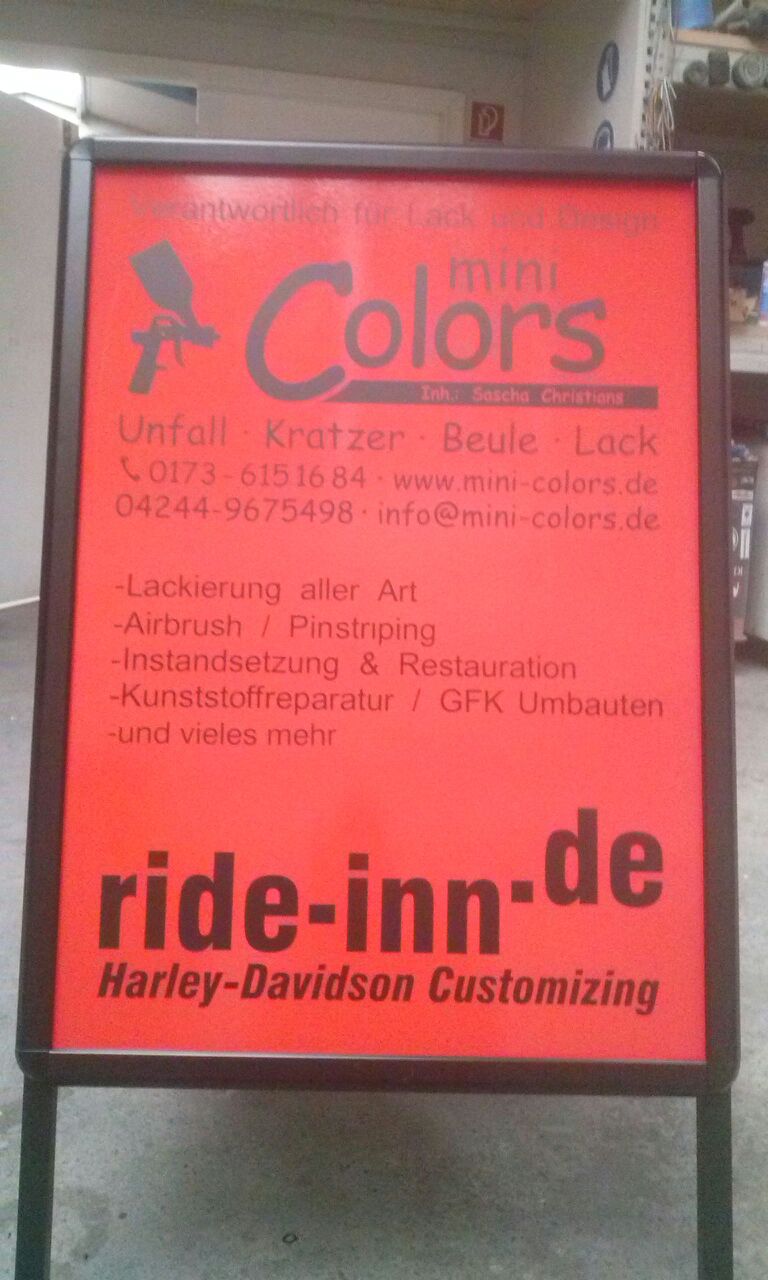 Verantwortlich für Lack und Design
mini
Colors
Inh.: Sascha Christians
Unfall · Kratzer · Beule · Lack
0173-6151684 · www.mini-colors.de
04244-9675498 · info@mini-colors.de
-Lackierung aller Art
-Airbrush / Pinstriping
-Instandsetzung & Restauration
-Kunststoffreparatur / GFK Umbauten
-und vieles mehr
ride-inn.de
Harley-Davidson Customizing